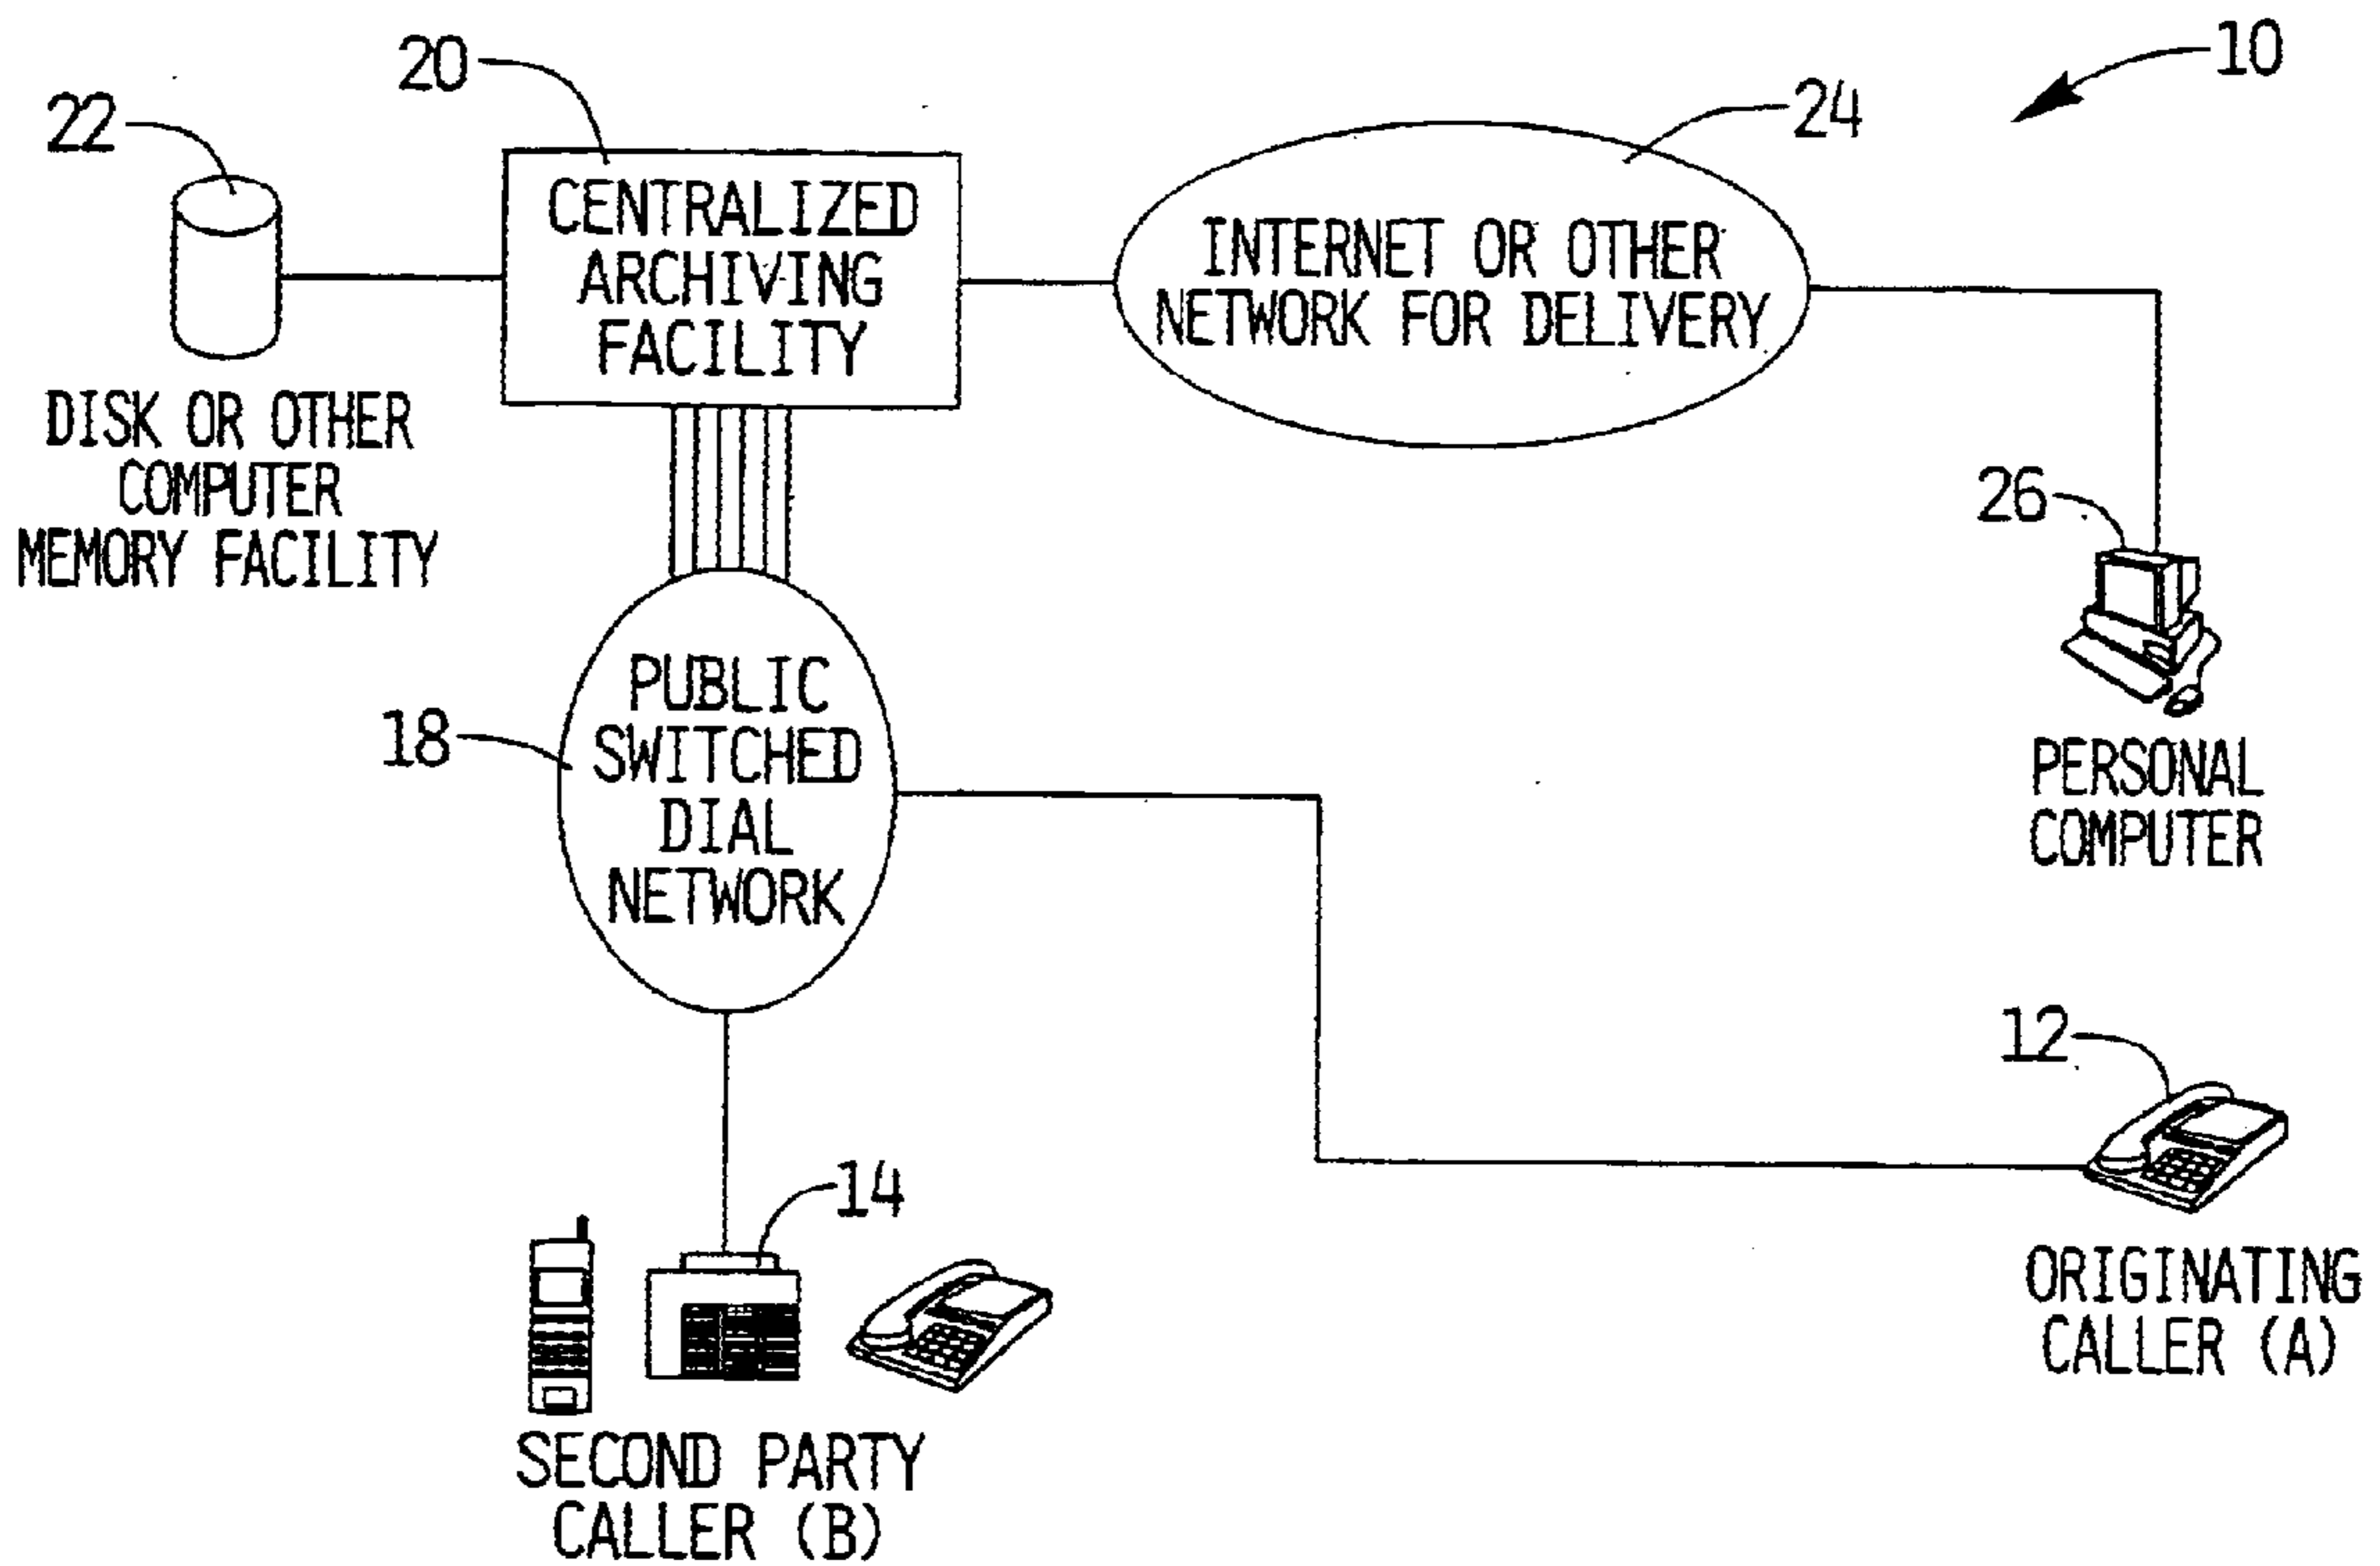 10
20
22
24
CENTRALIZED
ARCHIVING
FACILITY
INTERNET OR OTHER
NETWORK FOR DELIVERY
DISK OR OTHER
COMPUTER
MEMORY FACILITY
26
PERSONAL
COMPUTER
18
PUBLIC
SWITCHED
DIAL
NETWORK
12
ORIGINATING
CALLER (A)
14
SECOND PARTY
CALLER (B)